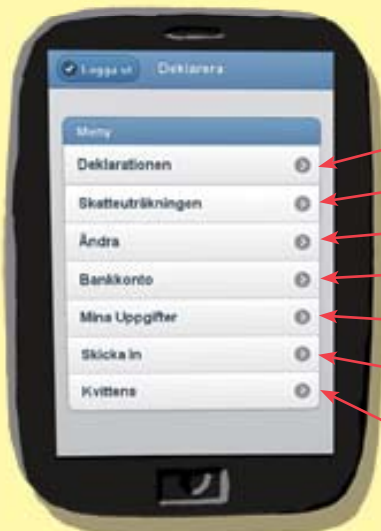 Logga ut Deklarera
Meny
Deklarationen
Skatteuträkningen
Ändra
Bankkonto
Mina Uppgifter
Skicka in
Kvittens